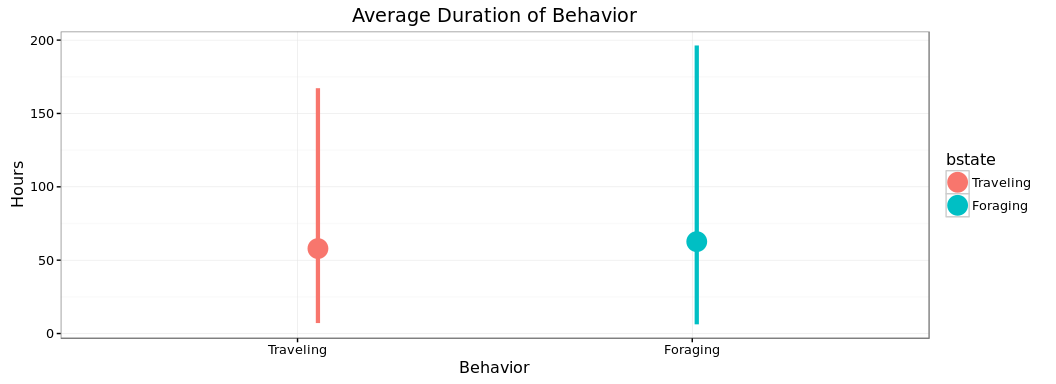 Average Duration of Behavior
Hours
200
150
100
50
0
Traveling
Foraging
Behavior
bstate
Traveling
Foraging